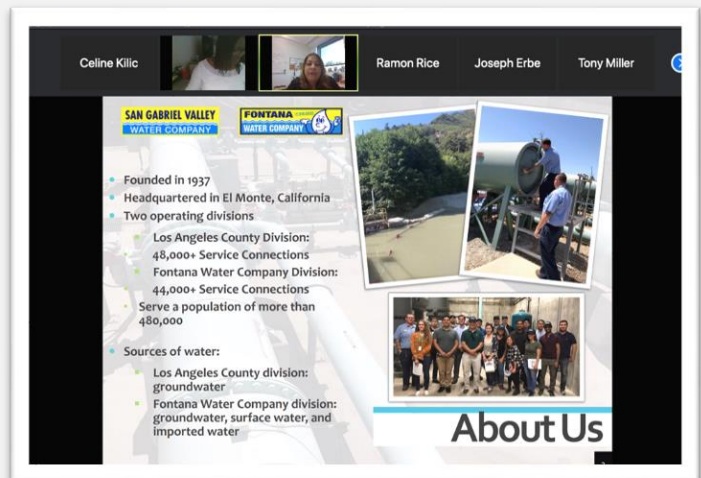 Celine Kilic
Ramon Rice
Joseph Erbe
Tony Miller
SAN GABRIEL VALLEY
WATER COMPANY
FONTANA
WATER COMPANY
Founded in 1937
Headquartered in El Monte, California
Two operating divisions
Los Angeles County Division:
48,000+ Service Connections
Fontana Water Company Division:
44,000+ Service Connections
Serve a population of more than
480,000
Sources of water:
Los Angeles County division:
groundwater
Fontana Water Company division:
groundwater, surface water, and
imported water
About Us